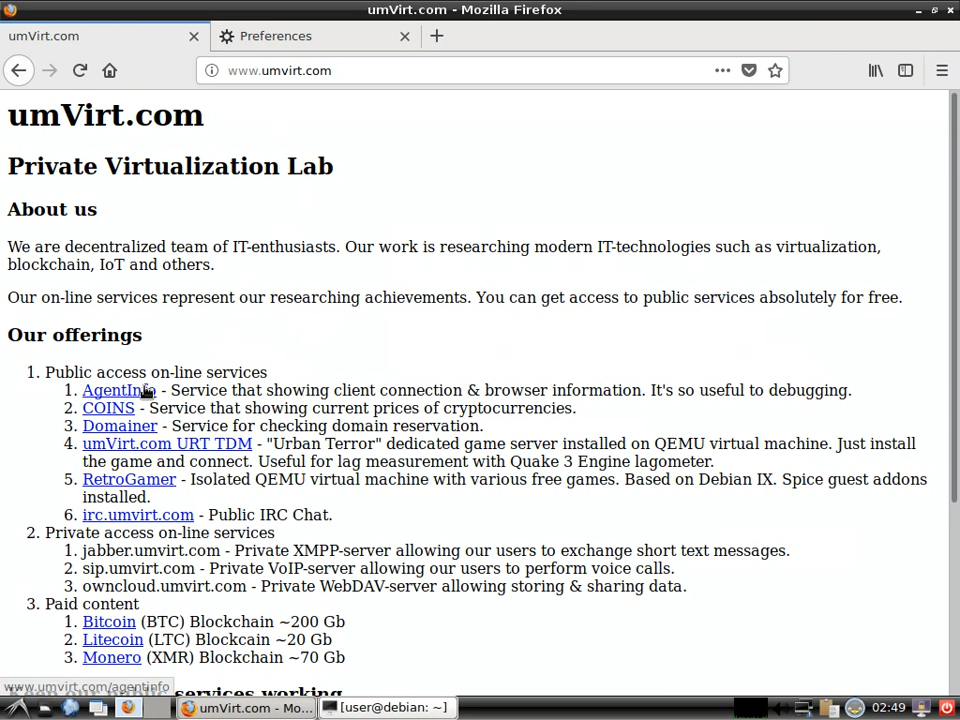 umVirt.com - Mozilla Firefox
umVirt.com
Preferences
www.umvirt.com
umVirt.com
Private Virtualization Lab
About us
We are decentralized team of IT-enthusiasts. Our work is researching modern IT-technologies such as virtualization,
blockchain, IoT and others.
Our on-line services represent our researching achievements. You can get access to public services absolutely for free.
Our offerings
1. Public access on-line services
1. AgentInfo - Service that showing client connection & browser information. It's so useful to debugging.
2. COINS - Service that showing current prices of cryptocurrencies.
3. Domainer - Service for checking domain reservation.
4. umVirt.com URT TDM - "Urban Terror" dedicated game server installed on QEMU virtual machine. Just install
the game and connect. Useful for lag measurement with Quake 3 Engine lagometer.
5. RetroGamer - Isolated QEMU virtual machine with various free games. Based on Debian IX. Spice guest addons
installed.
6. irc.umvirt.com - Public IRC Chat.
2. Private access on-line services
1. jabber.umvirt.com - Private XMPP-server allowing our users to exchange short text messages.
2. sip.umvirt.com - Private VoIP-server allowing our users to perform voice calls.
3. owncloud.umvirt.com - Private WebDAV-server allowing storing & sharing data.
3. Paid content
1. Bitcoin (BTC) Blockchain ~200 Gb
2. Litecoin (LTC) Blockcain ~20 Gb
3. Monero (XMR) Blockchain ~70 Gb
www.umvirt.com/agentinfo
services working
umVirt.com - Mo...
[user@debian: ~]
02:49